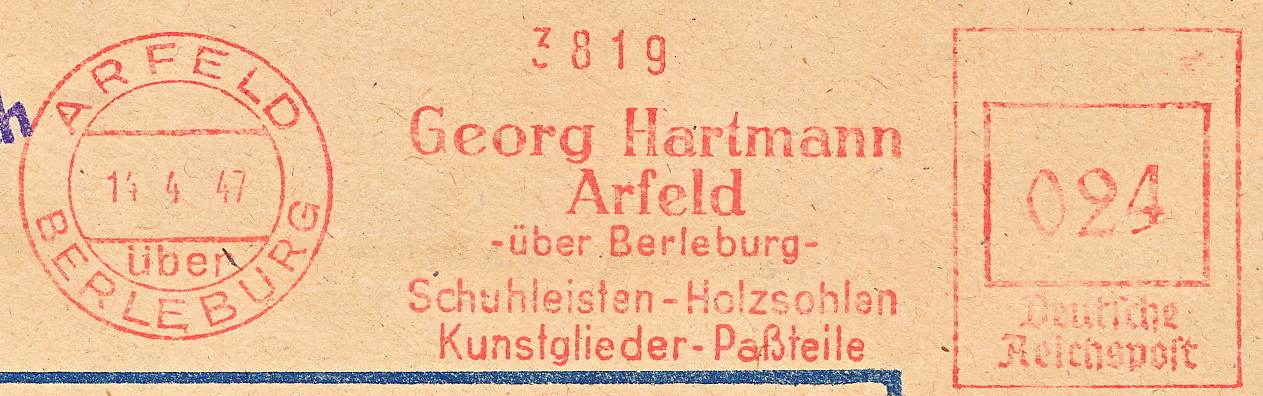 ARFELD
14 4 47
über
BERLEBURG
3819
Georg Hartmann
Arfeld
-über Berleburg-
Schuhleisten-Holzsohlen
Kunstglieder-Paßteile
024
Deutsche
Reichspost